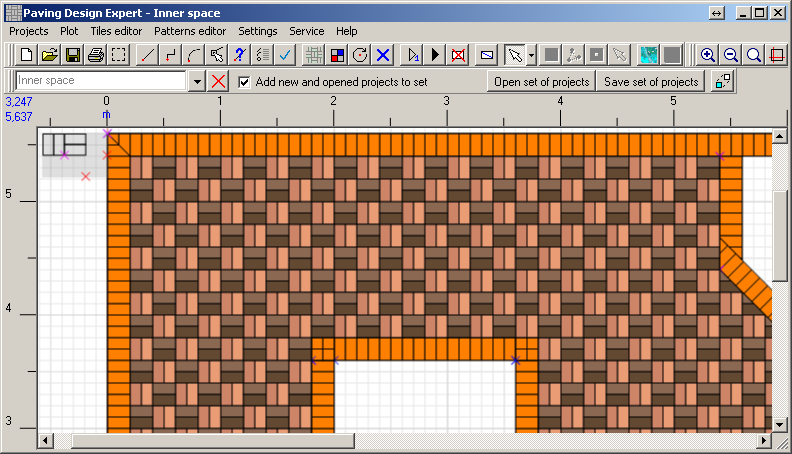 Paving Design Expert - Inner space
Projects Plot Tiles editor Patterns editor Settings Service Help
Inner space Add new and opened projects to set Open set of projects Save set of projects
3,247 0 1 2 3 4 5
5,637 m
5
4
3